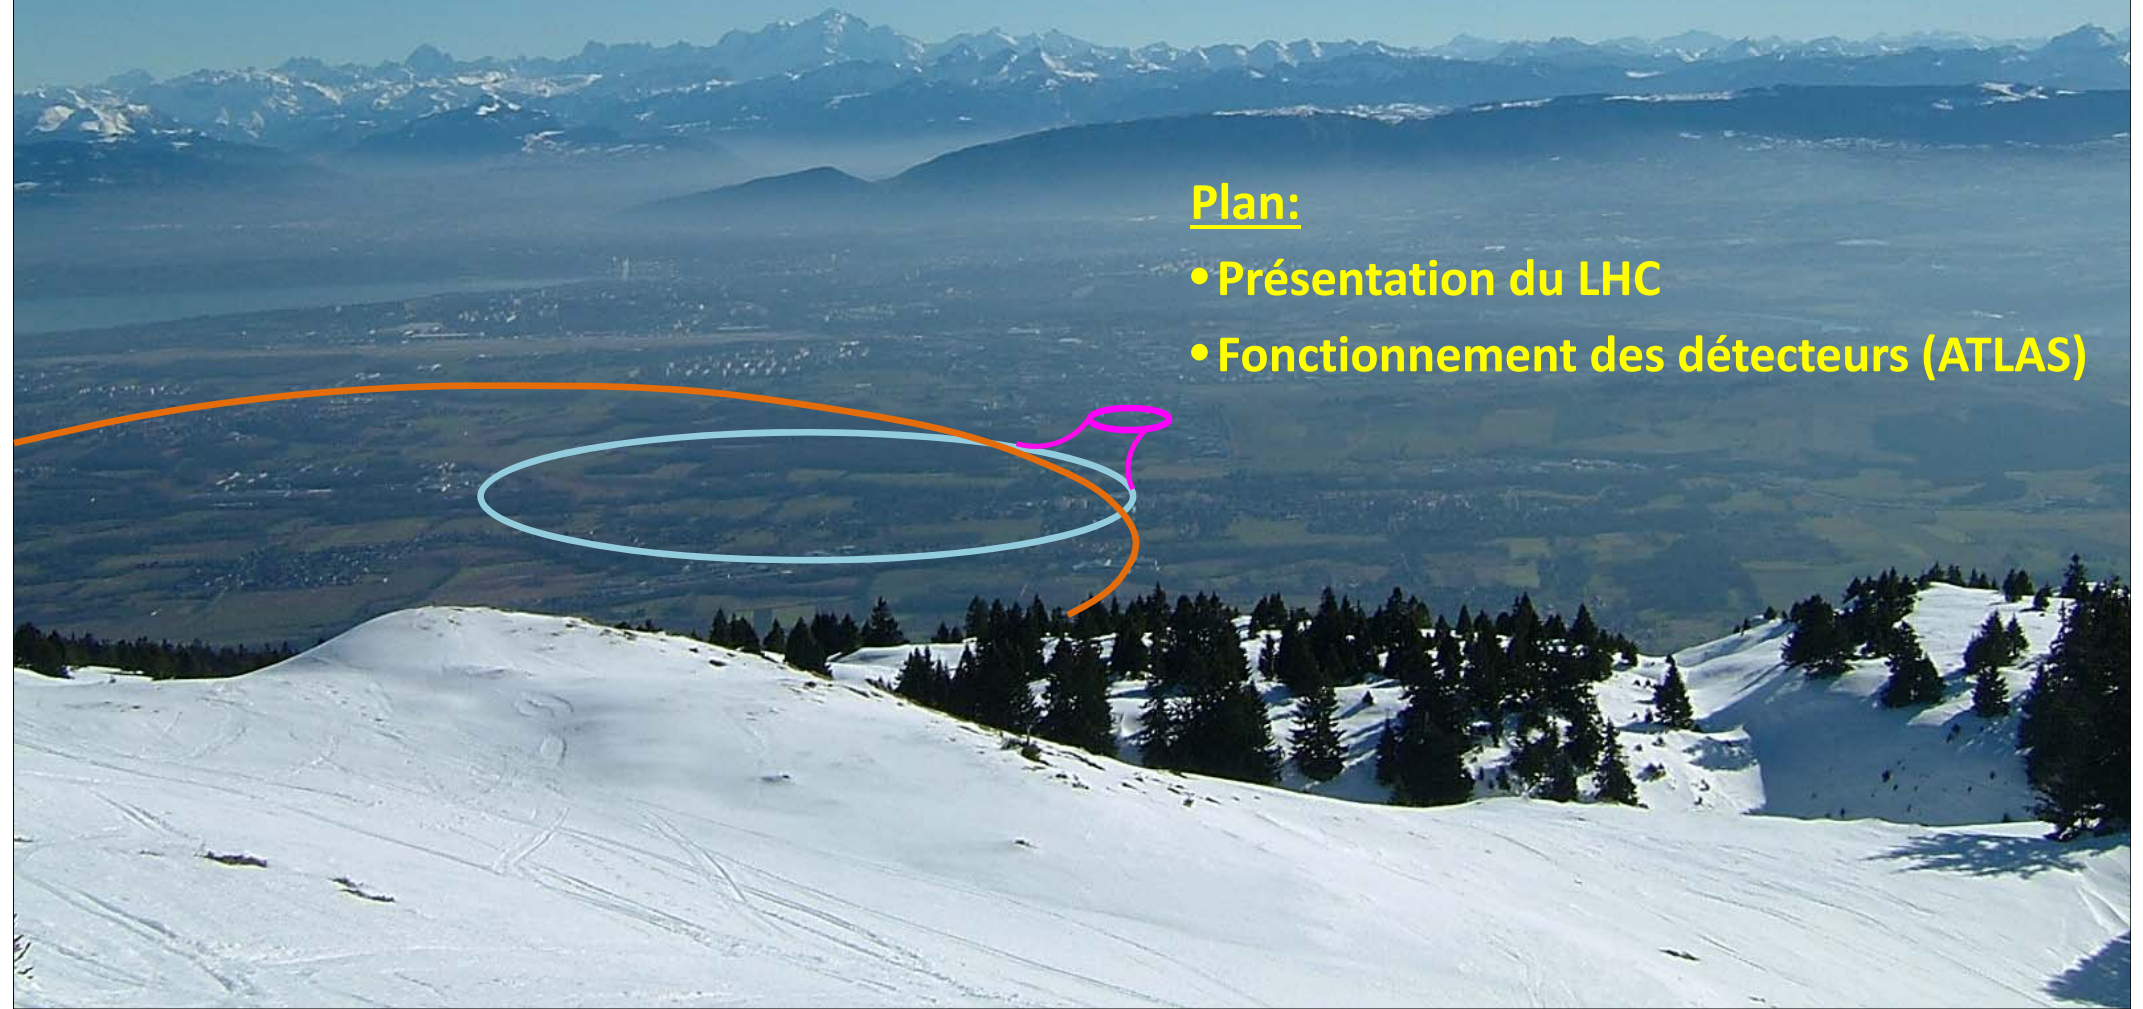 Plan:
•Présentation du LHC
•Fonctionnement des détecteurs (ATLAS)